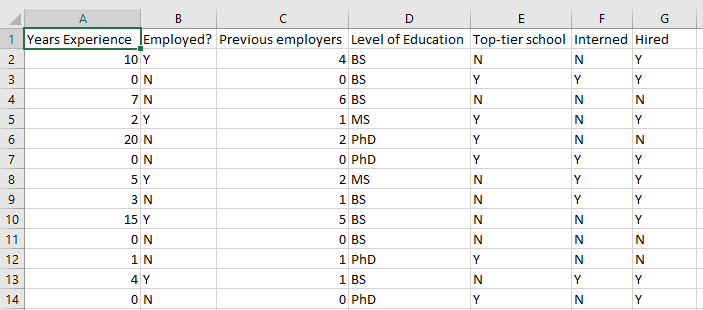 A B C D E F G
1 Years Experience Employed? Previous employers Level of Education Top-tier school Interned Hired
2 10 Y 4 BS N N Y
3 0 N 0 BS Y Y Y
4 7 N 6 BS N N N
5 2 Y 1 MS Y N Y
6 20 N 2 PhD Y N N
7 0 N 0 PhD Y Y Y
8 5 Y 2 MS N Y Y
9 3 N 1 BS N Y Y
10 15 Y 5 BS N N Y
11 0 N 0 BS N N N
12 1 N 1 PhD Y N N
13 4 Y 1 BS N Y Y
14 0 N 0 PhD Y N Y